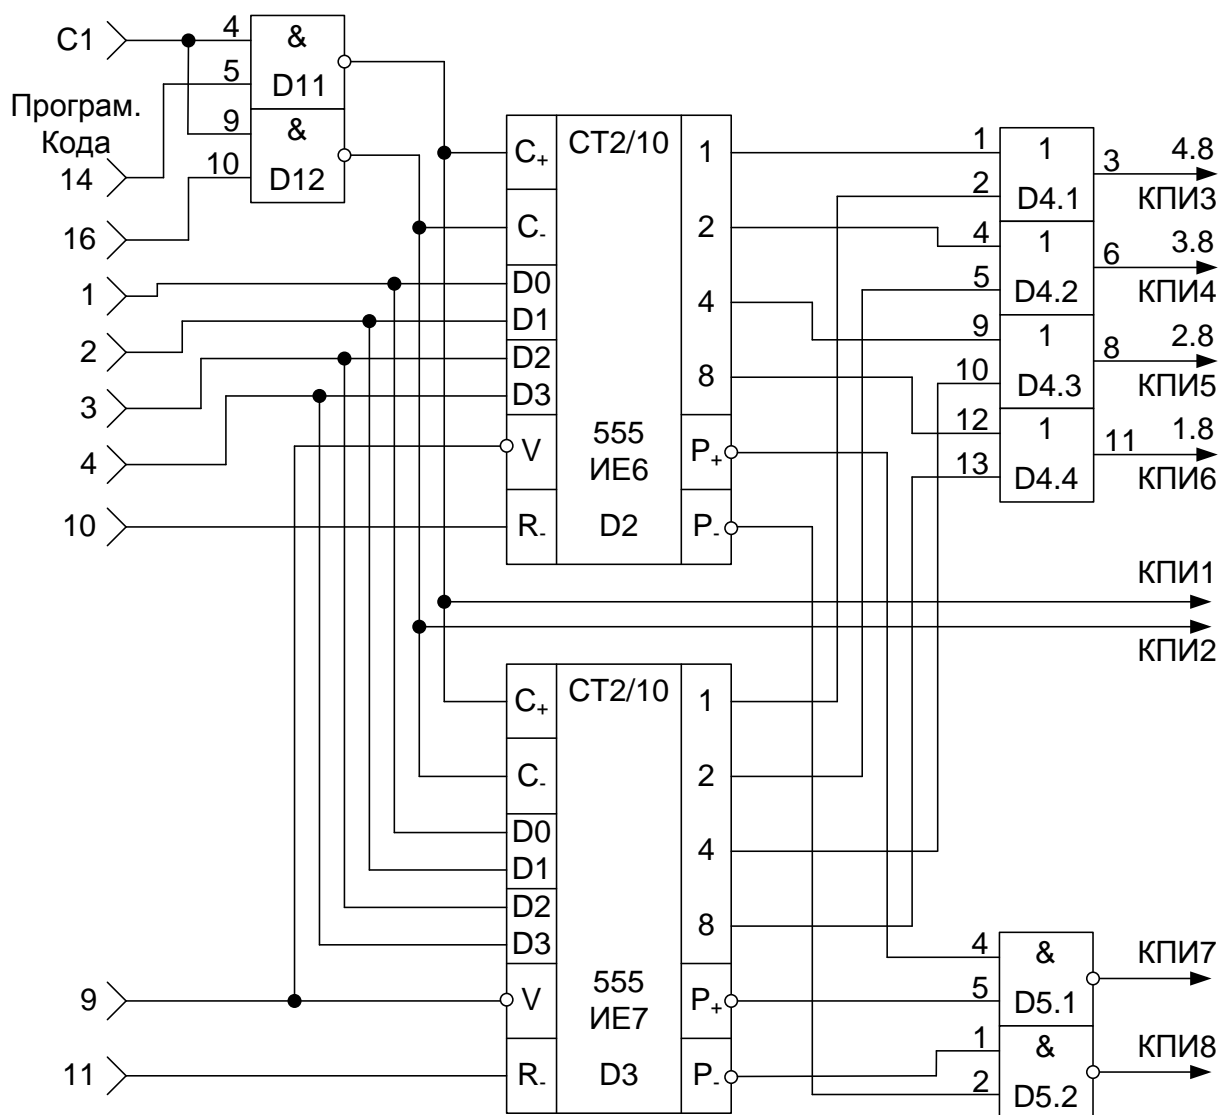 С1
4
&
5
D11
Програм.
Кода
9
&
10
D12
14
16
1
2
3
4
10
9
11
C+
C-
D0
D1
D2
D3
V
R-
СТ2/10
555
ИЕ6
D2
1
2
4
8
P+
P-
1
2
1
D4.1
3
4.8
КПИ3
4
5
1
D4.2
6
3.8
КПИ4
9
10
1
D4.3
8
2.8
КПИ5
12
13
1
D4.4
11
1.8
КПИ6
КПИ1
КПИ2
C+
C-
D0
D1
D2
D3
V
R-
СТ2/10
555
ИЕ7
D3
1
2
4
8
P+
P-
4
5
&
D5.1
КПИ7
1
2
&
D5.2
КПИ8